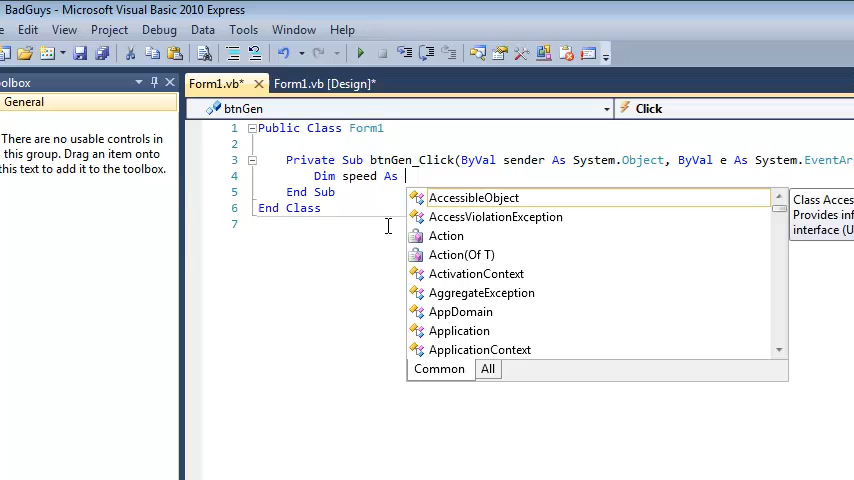 BadGuys - Microsoft Visual Basic 2010 Express
Edit View Project Debug Data Tools Window Help
oolbox
General
There are no usable controls in
this group. Drag an item onto
this text to add it to the toolbox.
Form1.vb* Form1.vb [Design]*
btnGen Click
1 Public Class Form1
2
3 Private Sub btnGen_Click(ByVal sender As System.Object, ByVal e As System.EventAr
4 Dim speed As
5 End Sub
6 End Class
7
AccessibleObject
AccessViolationException
Action
Action(Of T)
ActivationContext
AggregateException
AppDomain
Application
ApplicationContext
Common All
Class Acces
Provides inf
interface (U